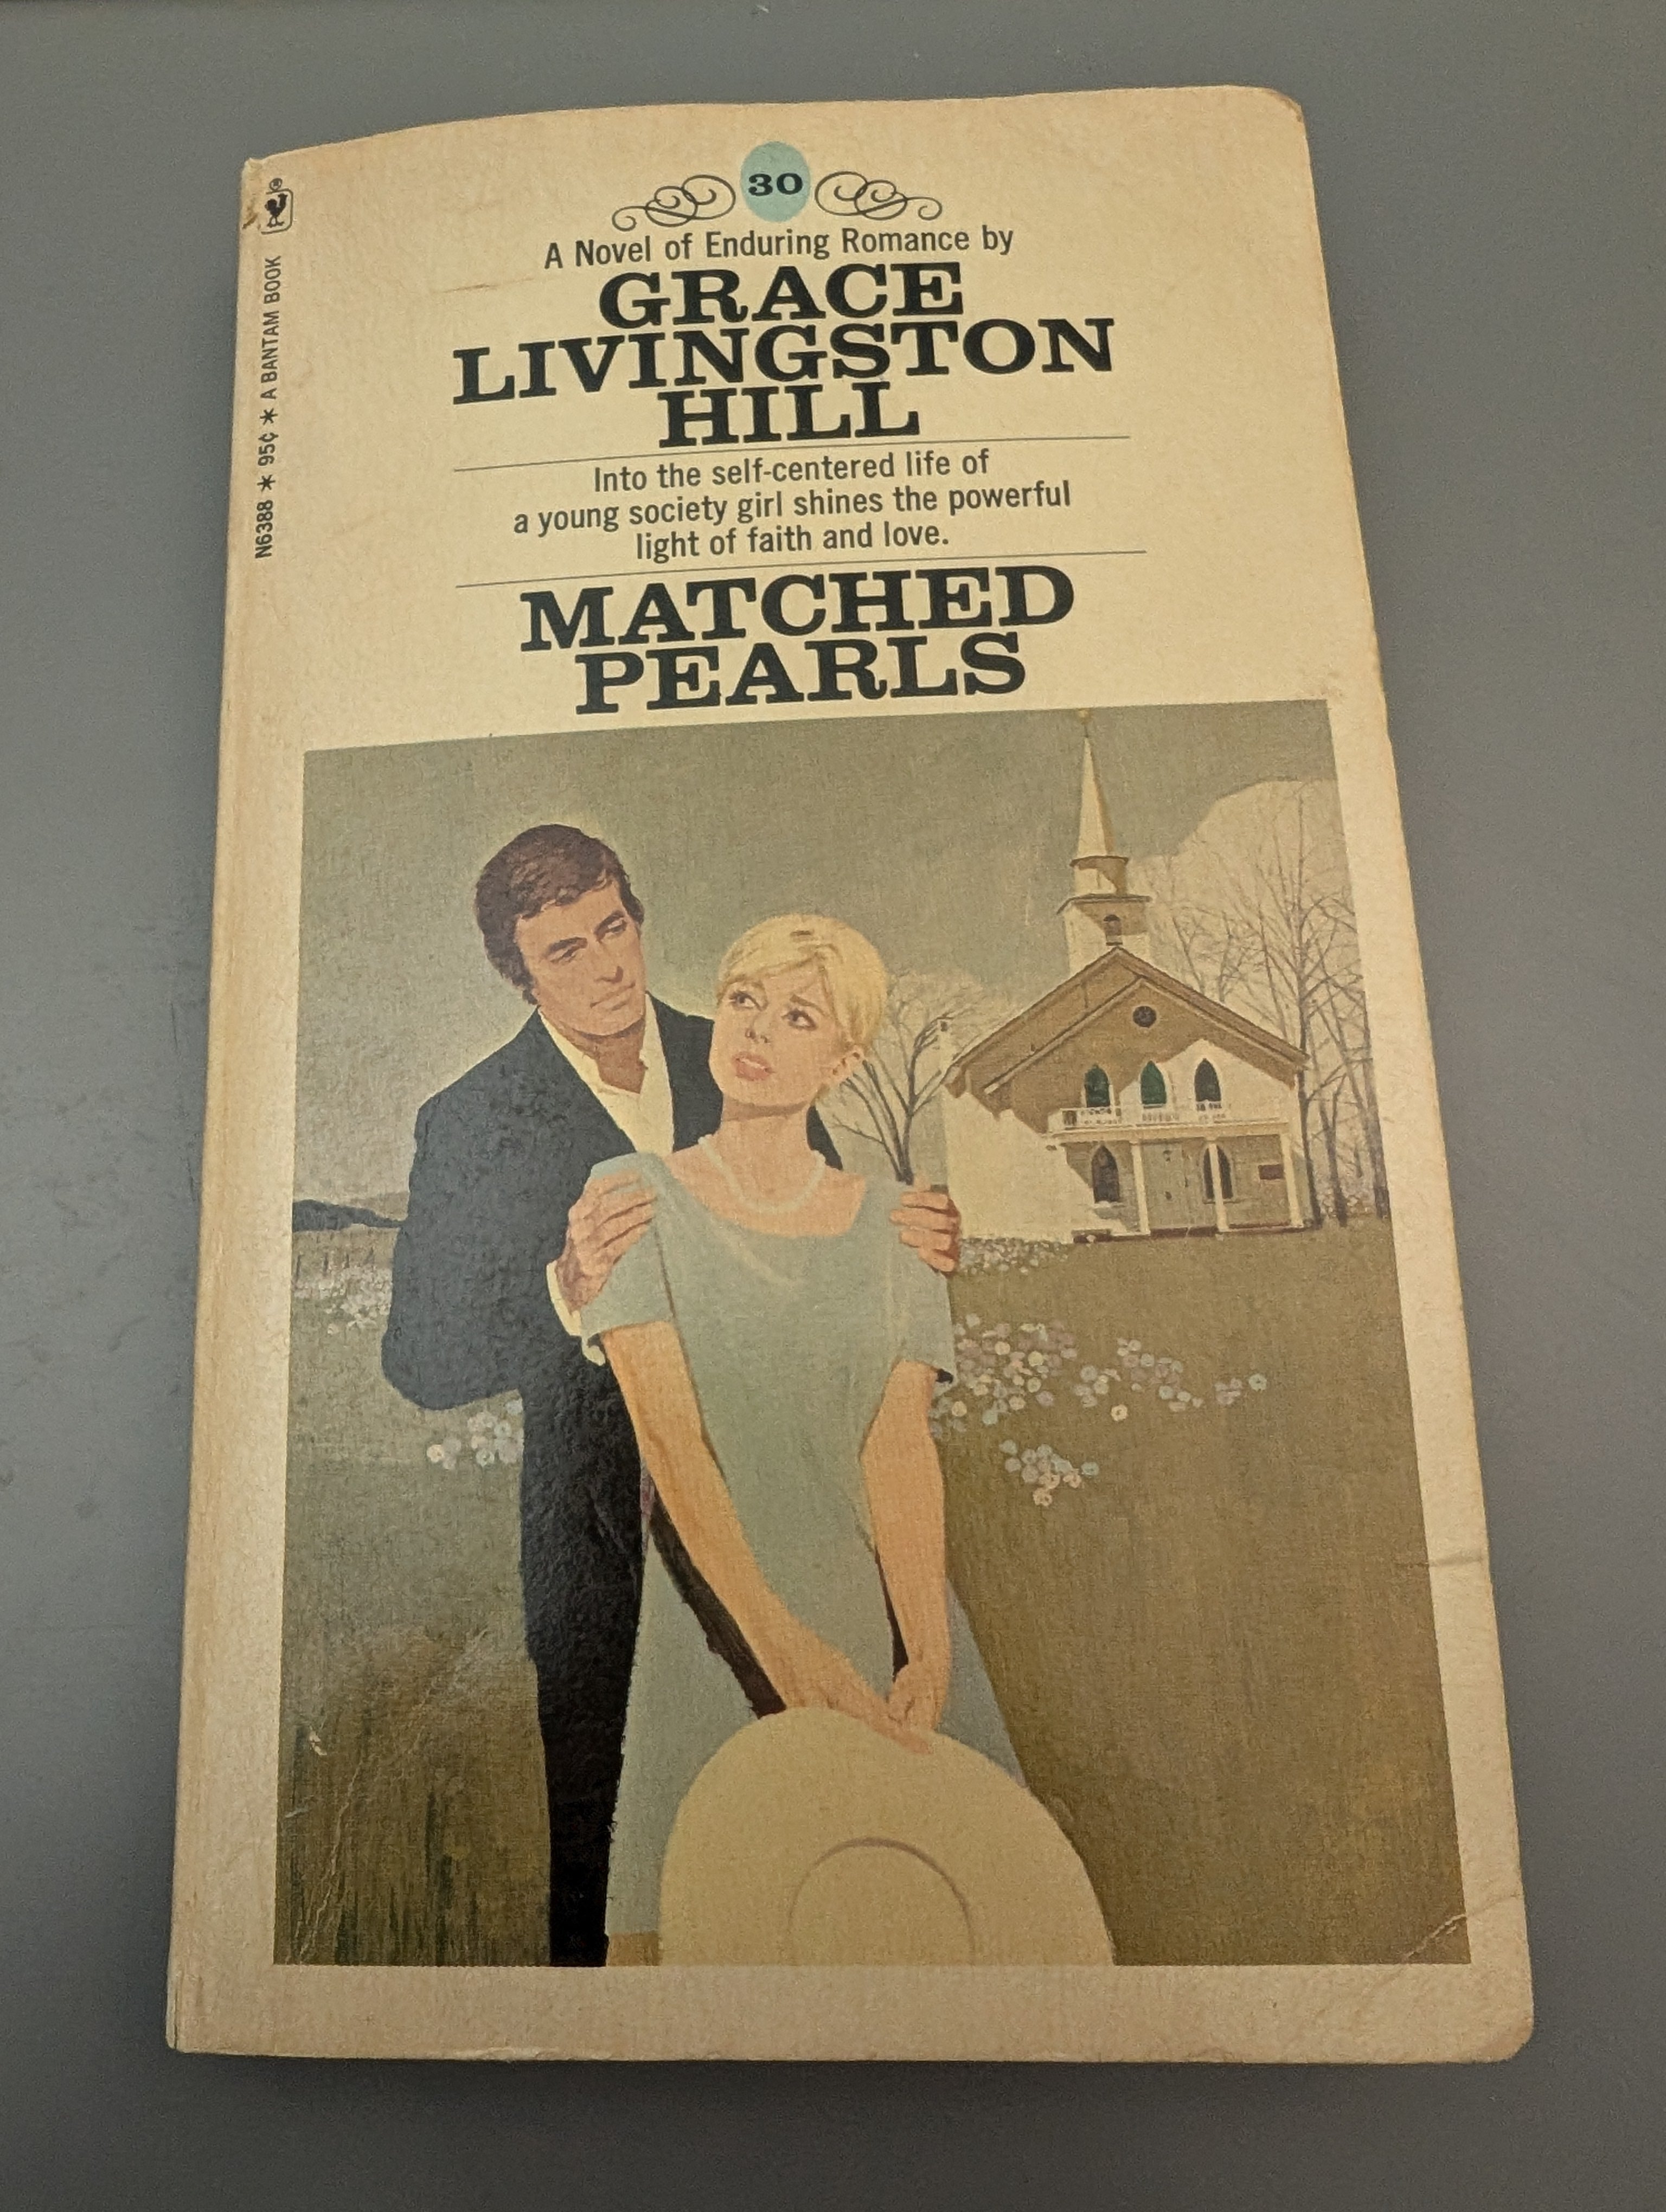 30
A Novel of Enduring Romance by
GRACE
LIVINGSTON
HILL
Into the self-centered life of
a young society girl shines the powerful
light of faith and love.
MATCHED
PEARLS
N6388 * 95¢ * A BANTAM BOOK ®